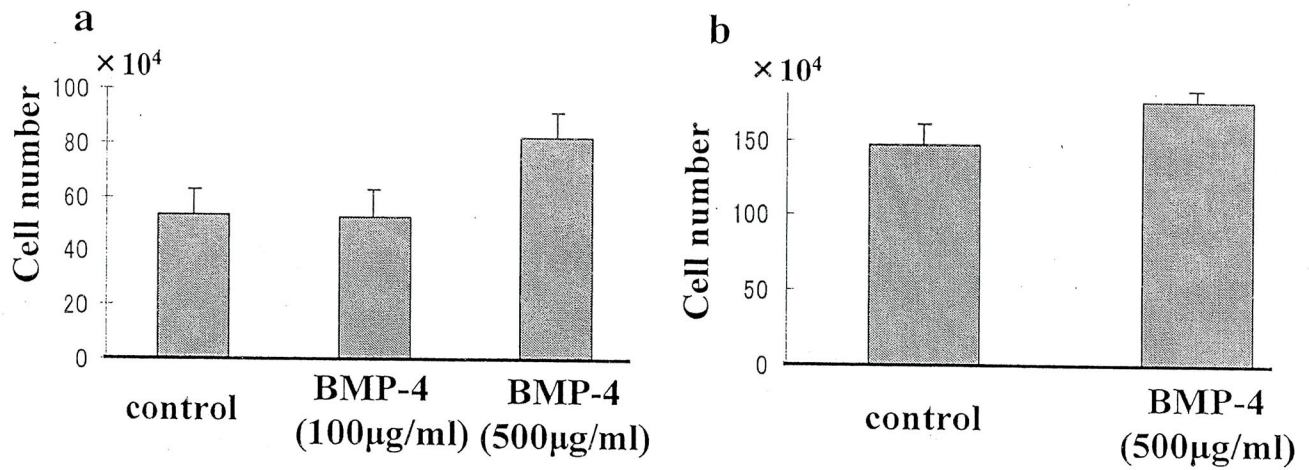 a
× 10⁴
Cell number
100
80
60
40
20
0
control
BMP-4
(100µg/ml)
BMP-4
(500µg/ml)
b
× 10⁴
Cell number
150
100
50
0
control
BMP-4
(500µg/ml)